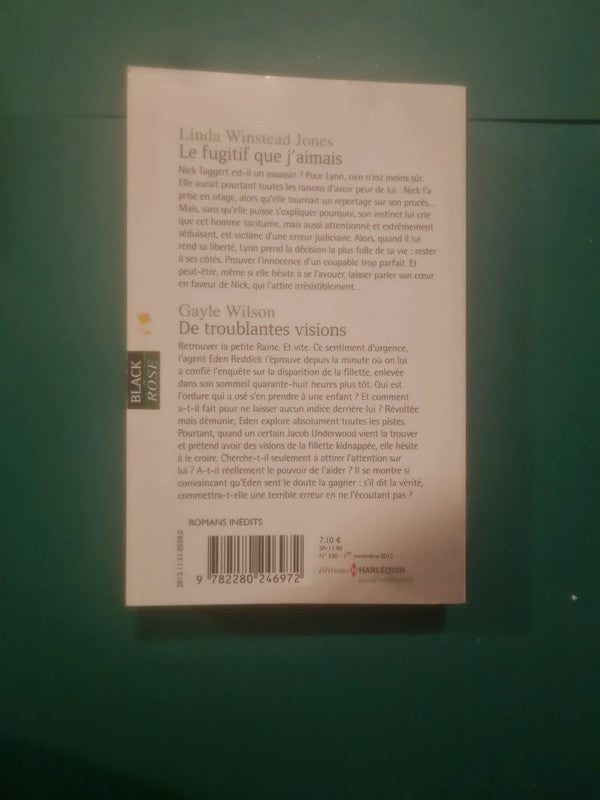 Linda Winstead Jones
Le fugitif que j'aimais
Nick Taggert est-il un assassin ? Pour Lynn, rien n'est moins sûr.
Elle aurait pourtant toutes les raisons d'avoir peur de lui : Nick l'a
prise en otage, alors qu'elle tournait un reportage sur son procès...
Mais, sans qu'elle puisse s'expliquer pourquoi, son instinct lui crie
que cet homme taciturne, mais aussi attentionné et extrêmement
séduisant, est victime d'une erreur judiciaire. Alors, quand il lui
rend sa liberté, Lynn prend la décision la plus folle de sa vie : rester
à ses côtés. Prouver l'innocence d'un coupable trop parfait. Et
peut-être, même si elle hésite à se l'avouer, laisser parler son cœur
en faveur de Nick, qui l'attire irrésistiblement...
Gayle Wilson
De troublantes visions
Retrouver la petite Raine. Et vite. Ce sentiment d'urgence,
l'agent Eden Reddick l'éprouve depuis la minute où on lui
a confié l'enquête sur la disparition de la fillette, enlevée
dans son sommeil quarante-huit heures plus tôt. Qui est
l'ordure qui a osé s'en prendre à une enfant ? Et comment
a-t-il fait pour ne laisser aucun indice derrière lui ? Révoltée
mais démunie, Eden explore absolument toutes les pistes.
Pourtant, quand un certain Jacob Underwood vient la trouver
et prétend avoir des visions de la fillette kidnappée, elle hésite
à le croire. Cherche-t-il seulement à attirer l'attention sur
lui ? A-t-il réellement le pouvoir de l'aider ? Il se montre si
convaincant qu'Eden sent le doute la gagner : s'il dit la vérité,
commettra-t-elle une terrible erreur en ne l'écoutant pas ?
BLACK
ROSE
ROMANS INÉDITS
2012.11.51.0558.0
9 782280 246972
7,10 €
SFr.11.90
N° 220 - 1er novembre 2012
éditions HARLEQUIN
www.harlequin.fr